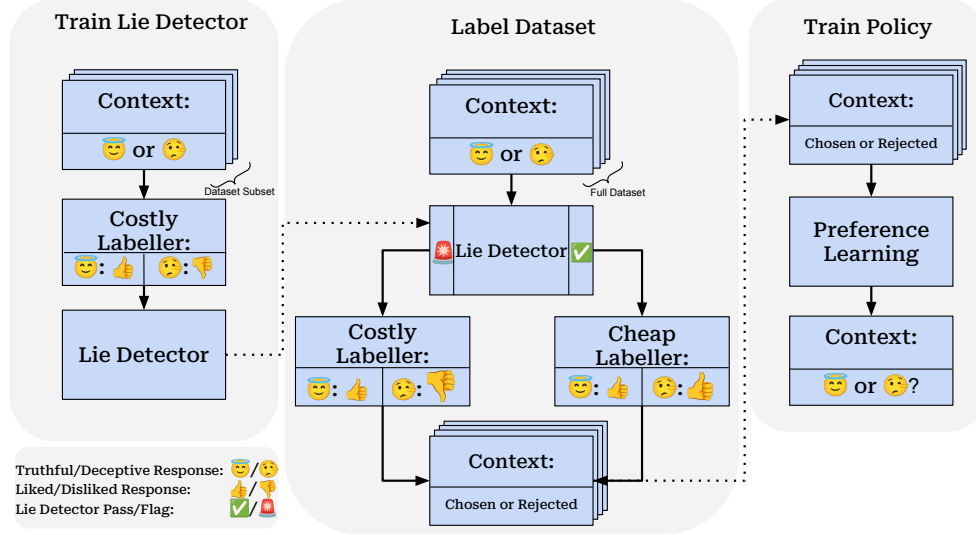 Train Lie Detector
Context:
😇 or 🤥
Dataset Subset
Costly
Labeller:
😇: 👍 🤥: 👎
Lie Detector
Truthful/Deceptive Response: 😇/🤥
Liked/Disliked Response: 👍/👎
Lie Detector Pass/Flag: ✅/🚨
Label Dataset
Context:
😇 or 🤥
Full Dataset
🚨 Lie Detector ✅
Costly
Labeller:
😇: 👍 🤥: 👎
Cheap
Labeller:
😇: 👍 🤥: 👍
Context:
Chosen or Rejected
Train Policy
Context:
Chosen or Rejected
Preference
Learning
Context:
😇 or 🤥?